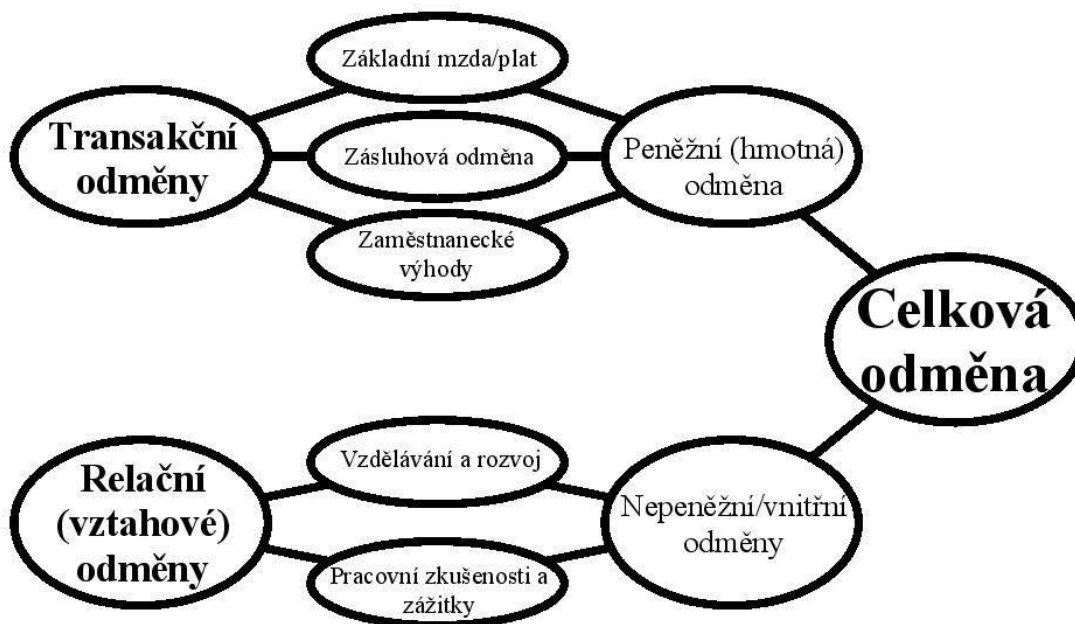 Základní mzda/plat
Transakční
odměny
Zásluhová odměna
Peněžní (hmotná)
odměna
Zaměstnanecké
výhody
Celková
odměna
Vzdělávání a rozvoj
Relační
(vztahové)
odměny
Nepeněžní/vnitřní
odměny
Pracovní zkušenosti a
zážitky